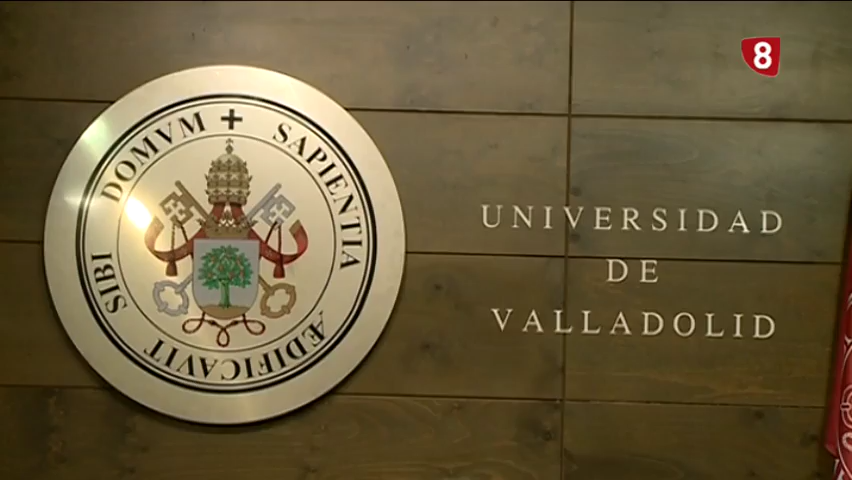 8
SAPIENTIA ÆDIFICAVIT SIBI DOMVM
UNIVERSIDAD
DE
VALLADOLID